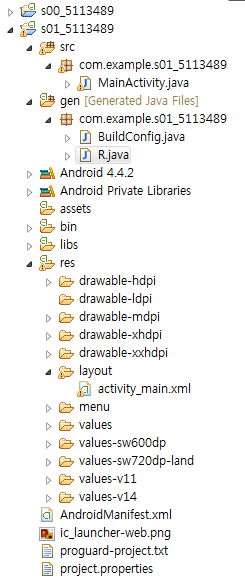 s00_5113489
s01_5113489
src
com.example.s01_5113489
MainActivity.java
gen [Generated Java Files]
com.example.s01_5113489
BuildConfig.java
R.java
Android 4.4.2
Android Private Libraries
assets
bin
libs
res
drawable-hdpi
drawable-ldpi
drawable-mdpi
drawable-xhdpi
drawable-xxhdpi
layout
activity_main.xml
menu
values
values-sw600dp
values-sw720dp-land
values-v11
values-v14
AndroidManifest.xml
ic_launcher-web.png
proguard-project.txt
project.properties